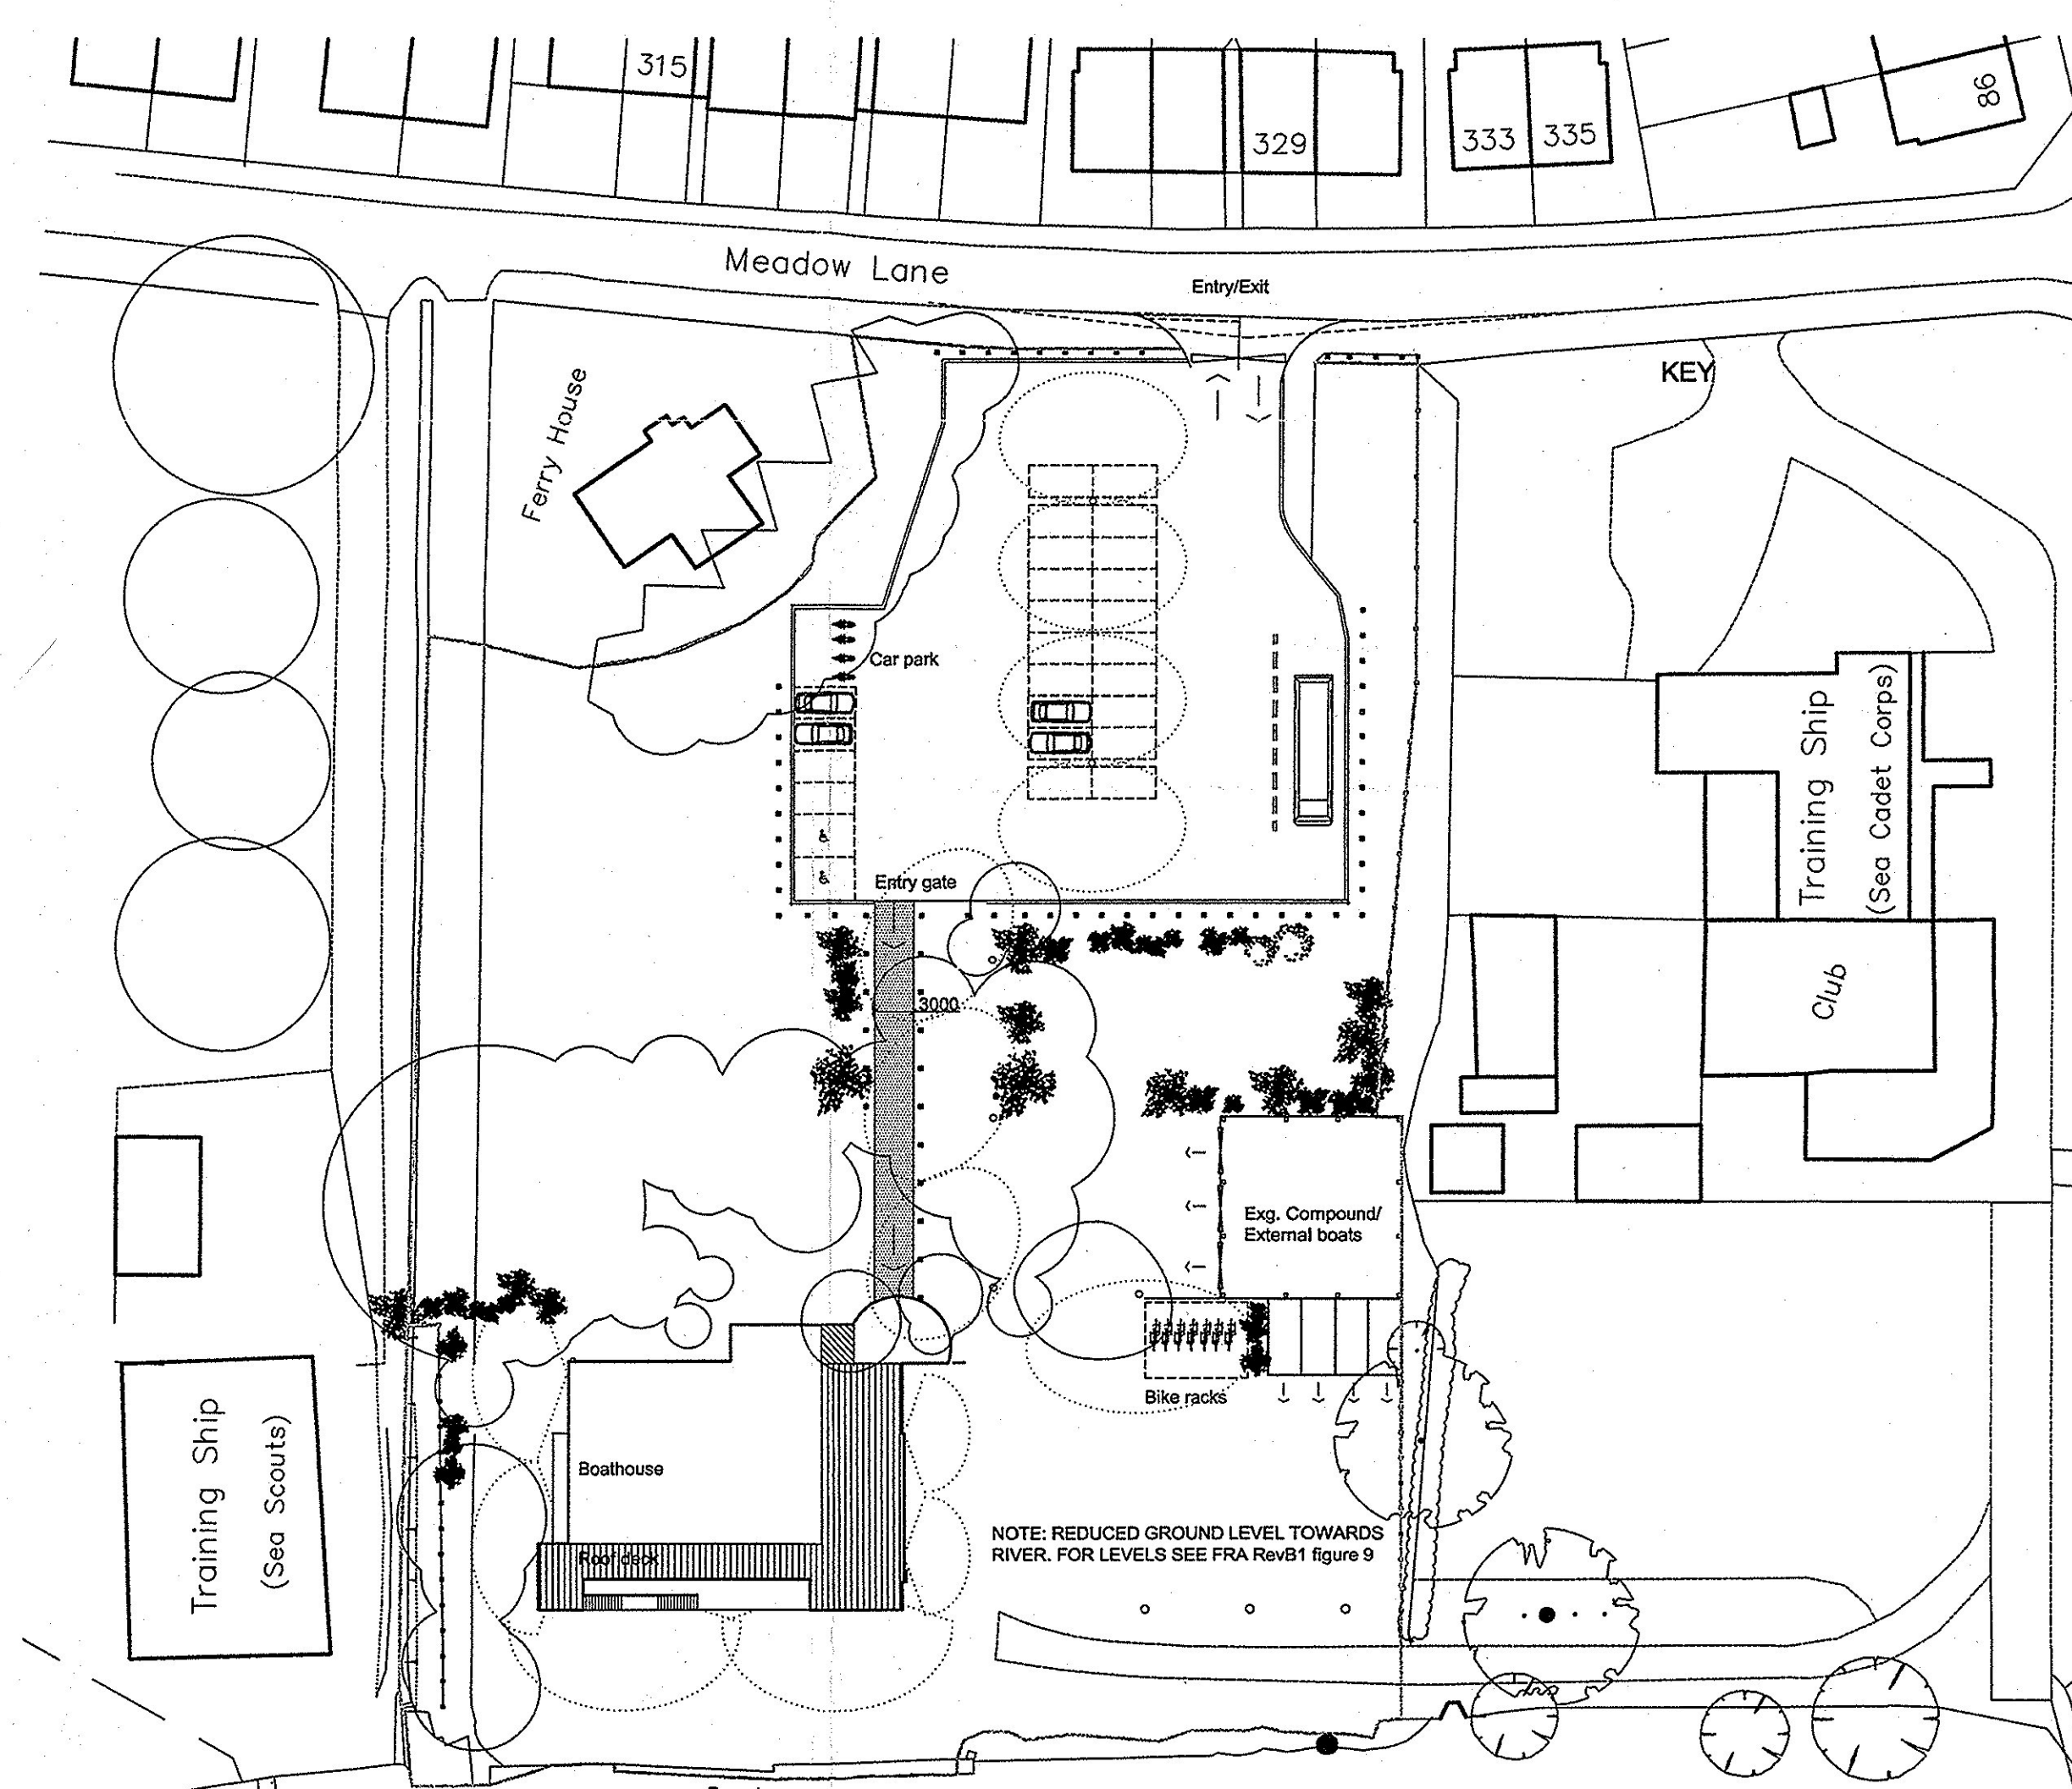 315
329
333
335
86
Meadow Lane
Entry/Exit
KEY
Ferry House
Car park
Training Ship
(Sea Cadet Corps)
Entry gate
3000
Club
Exg. Compound/
External boats
Bike racks
Training Ship
(Sea Scouts)
Boathouse
Roof deck
NOTE: REDUCED GROUND LEVEL TOWARDS
RIVER. FOR LEVELS SEE FRA RevB1 figure 9